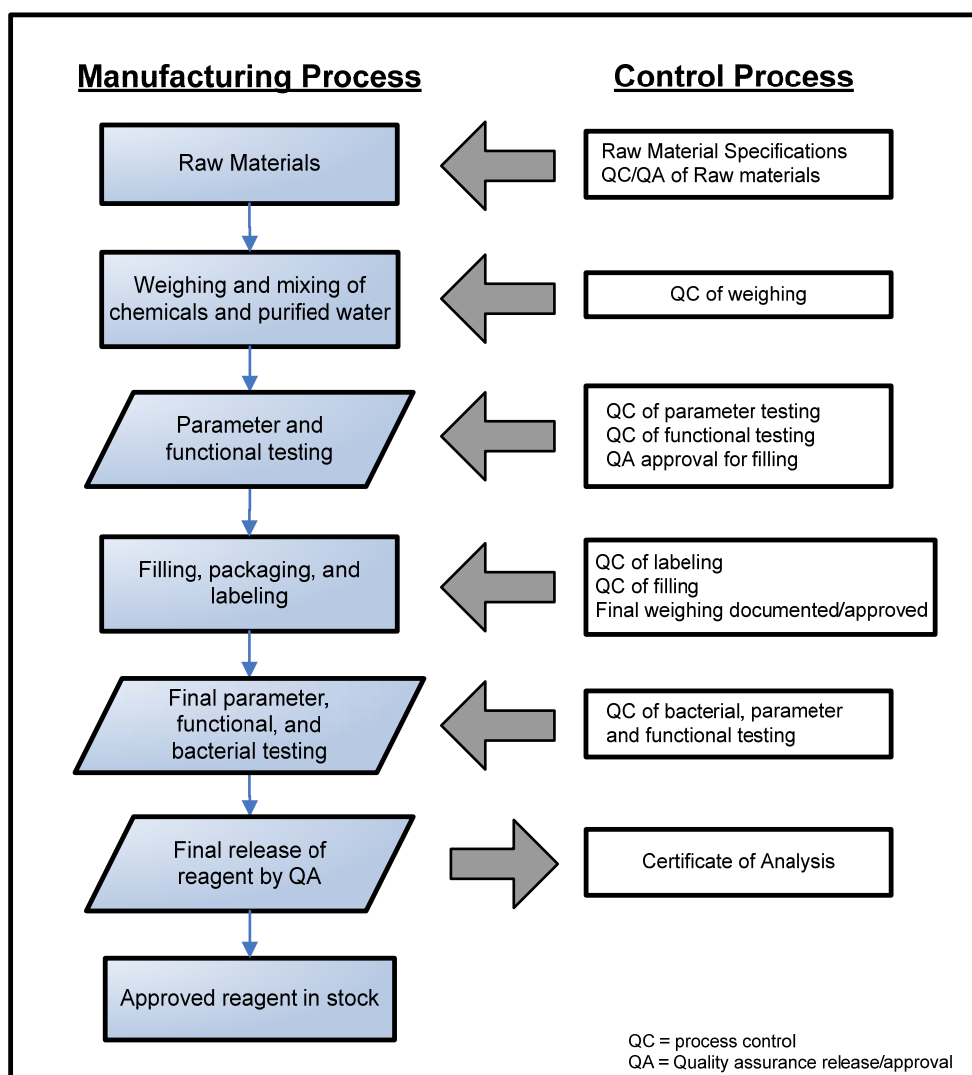 Manufacturing Process
Control Process
Raw Materials
Raw Material Specifications
QC/QA of Raw materials
Weighing and mixing of
chemicals and purified water
QC of weighing
Parameter and
functional testing
QC of parameter testing
QC of functional testing
QA approval for filling
Filling, packaging, and
labeling
QC of labeling
QC of filling
Final weighing documented/approved
Final parameter,
functional, and
bacterial testing
QC of bacterial, parameter
and functional testing
Final release of
reagent by QA
Certificate of Analysis
Approved reagent in stock
QC = process control
QA = Quality assurance release/approval